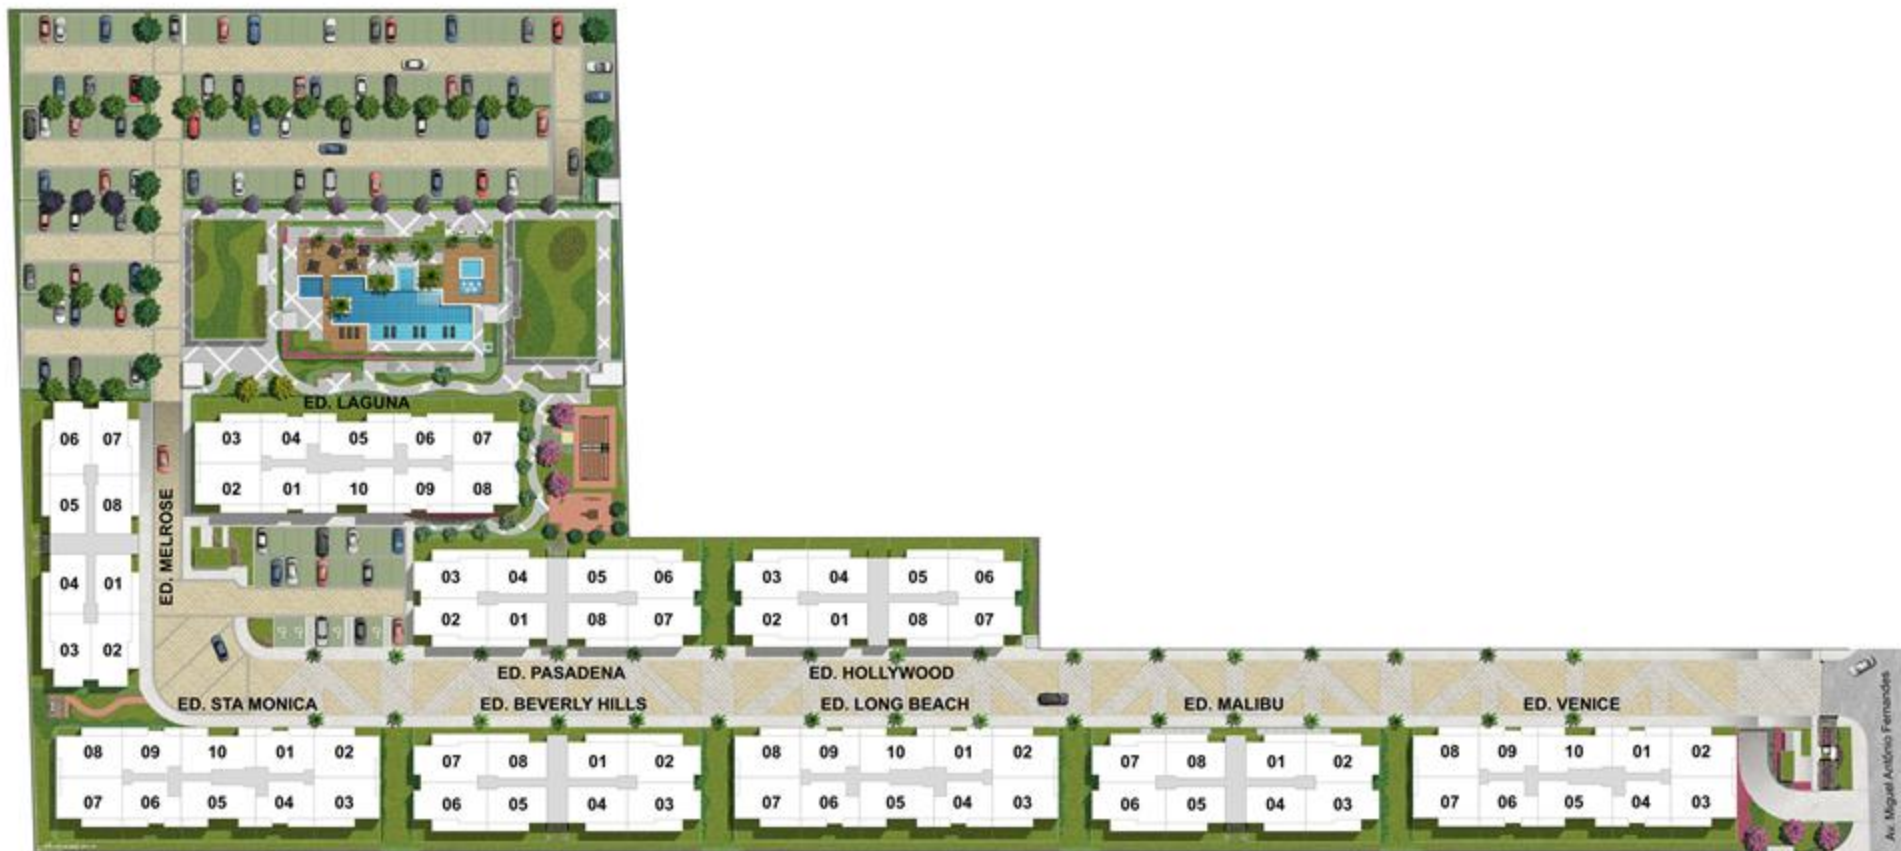 ED. LAGUNA
03 04 05 06 07
02 01 10 09 08
06 07
05 08
04 01
03 02
ED. MELROSE
03 04 05 06
02 01 08 07
03 04 05 06
02 01 08 07
ED. PASADENA
ED. HOLLYWOOD
ED. STA MONICA
ED. BEVERLY HILLS
ED. LONG BEACH
ED. MALIBU
ED. VENICE
08 09 10 01 02
07 06 05 04 03
07 08 01 02
06 05 04 03
08 09 10 01 02
07 06 05 04 03
07 08 01 02
06 05 04 03
08 09 10 01 02
07 06 05 04 03
Av. Miguel Antônio Fernandes